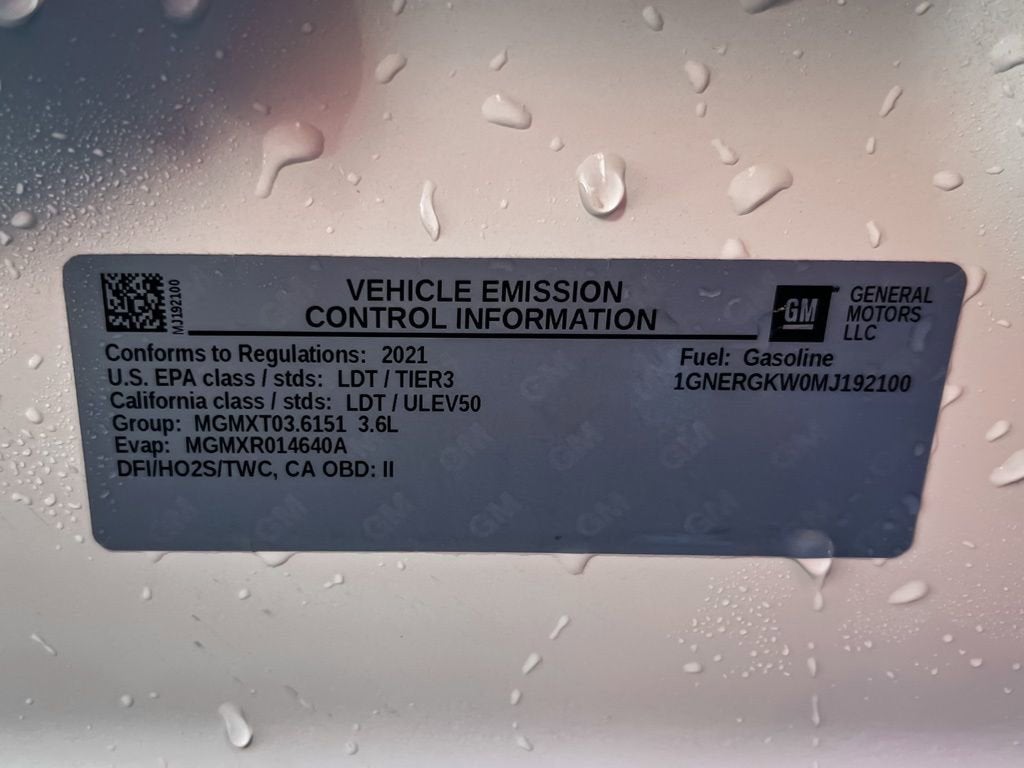 MJ192100
VEHICLE EMISSION
CONTROL INFORMATION
GM
GENERAL
MOTORS
LLC
Conforms to Regulations: 2021
U.S. EPA class / stds: LDT / TIER3
California class / stds: LDT / ULEV50
Group: MGMXT03.6151 3.6L
Evap: MGMXR014640A
DFI/HO2S/TWC, CA OBD: II
Fuel: Gasoline
1GNERGKW0MJ192100